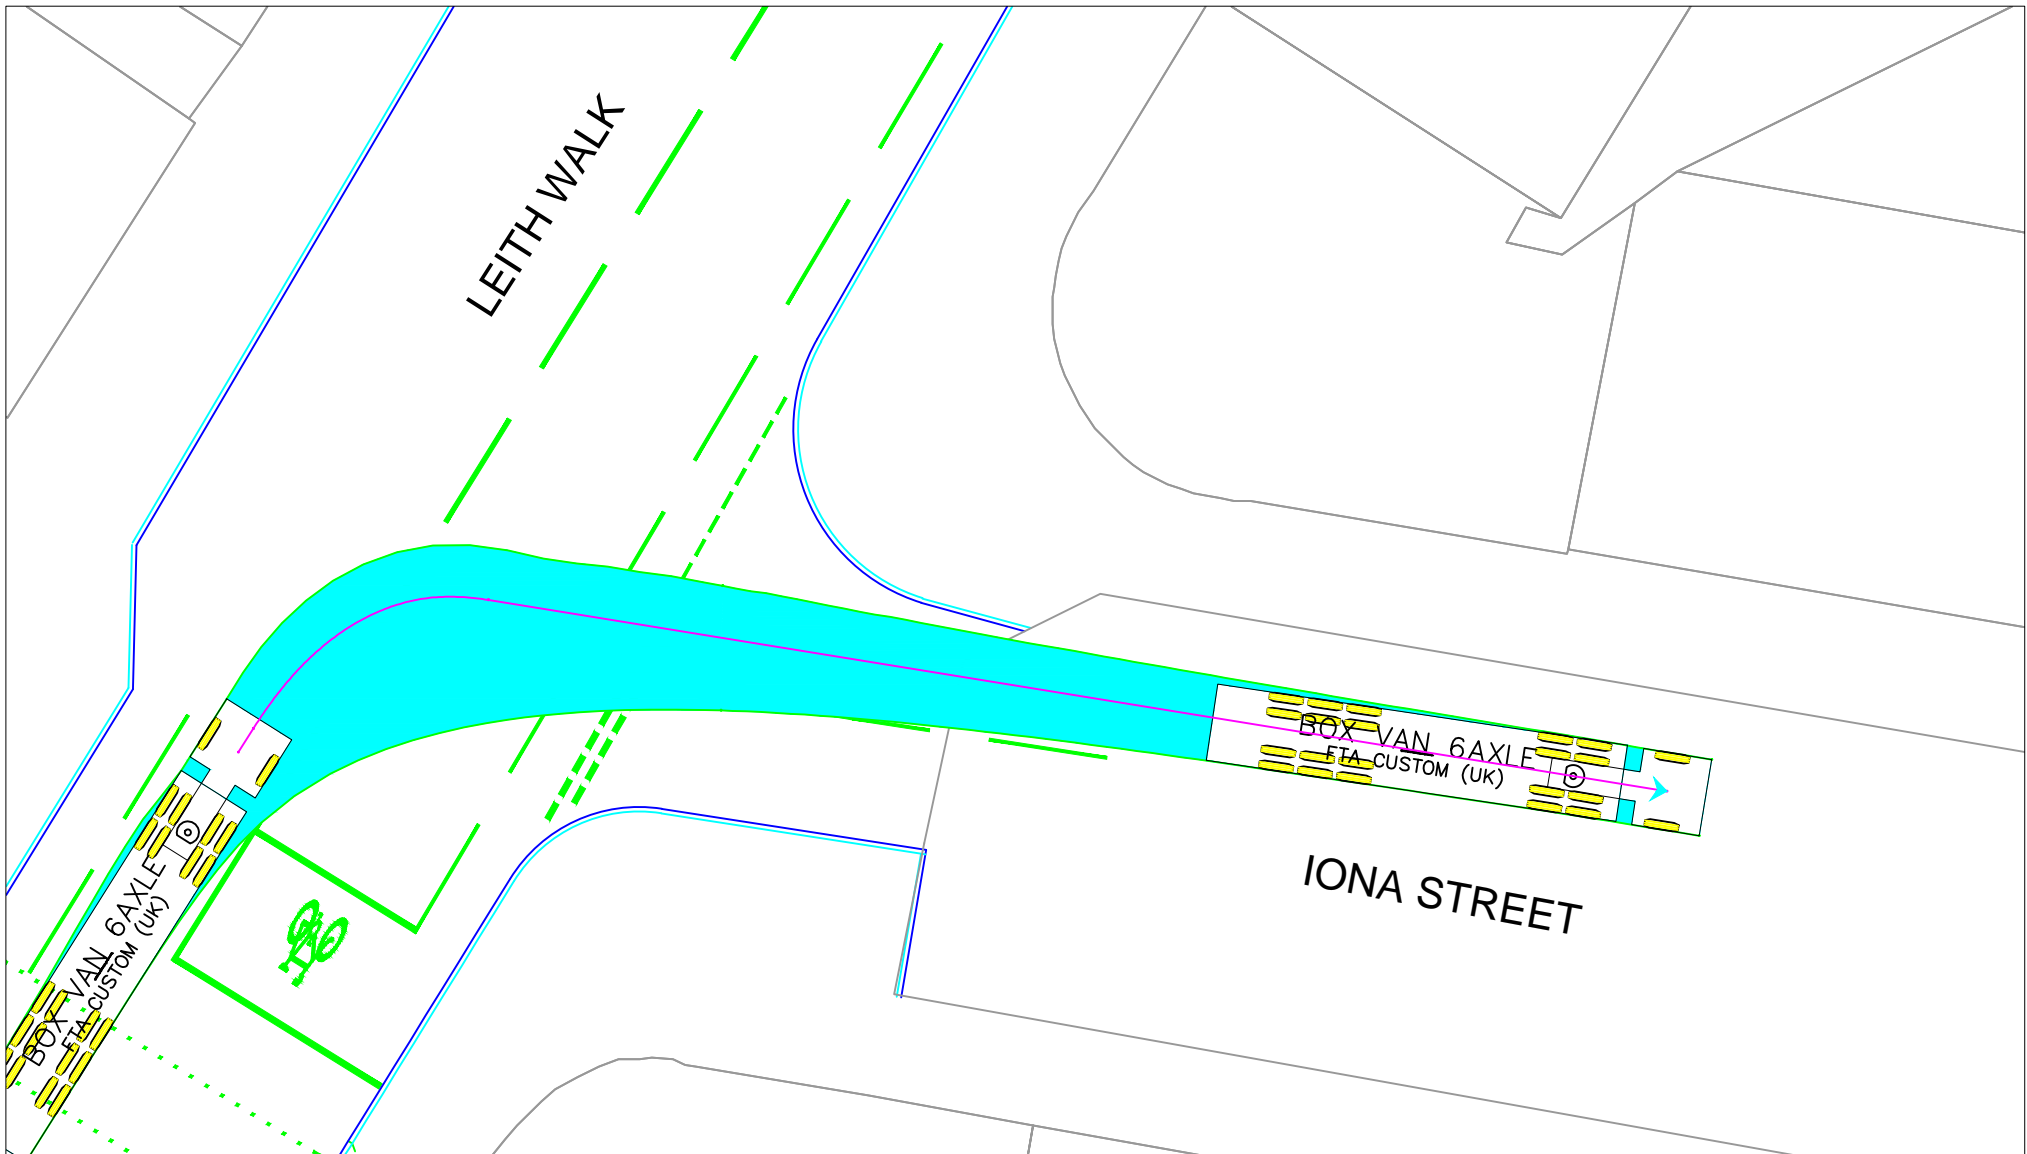 LEITH WALK
BOX VAN 6AXLE
FTA CUSTOM (UK)
IONA STREET
BOX VAN 6AXLE
FTA CUSTOM (UK)